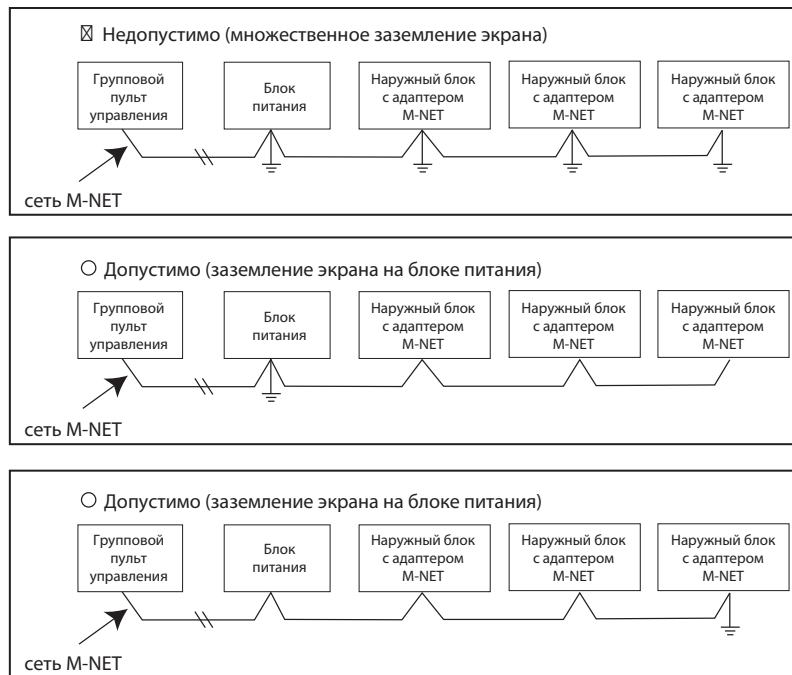 ☒ Недопустимо (множественное заземление экрана)
Групповой
пульт
управления
Блок
питания
Наружный блок
с адаптером
M-NET
Наружный блок
с адаптером
M-NET
Наружный блок
с адаптером
M-NET
сеть M-NET
○ Допустимо (заземление экрана на блоке питания)
Групповой
пульт
управления
Блок
питания
Наружный блок
с адаптером
M-NET
Наружный блок
с адаптером
M-NET
Наружный блок
с адаптером
M-NET
сеть M-NET
○ Допустимо (заземление экрана на блоке питания)
Групповой
пульт
управления
Блок
питания
Наружный блок
с адаптером
M-NET
Наружный блок
с адаптером
M-NET
Наружный блок
с адаптером
M-NET
сеть M-NET